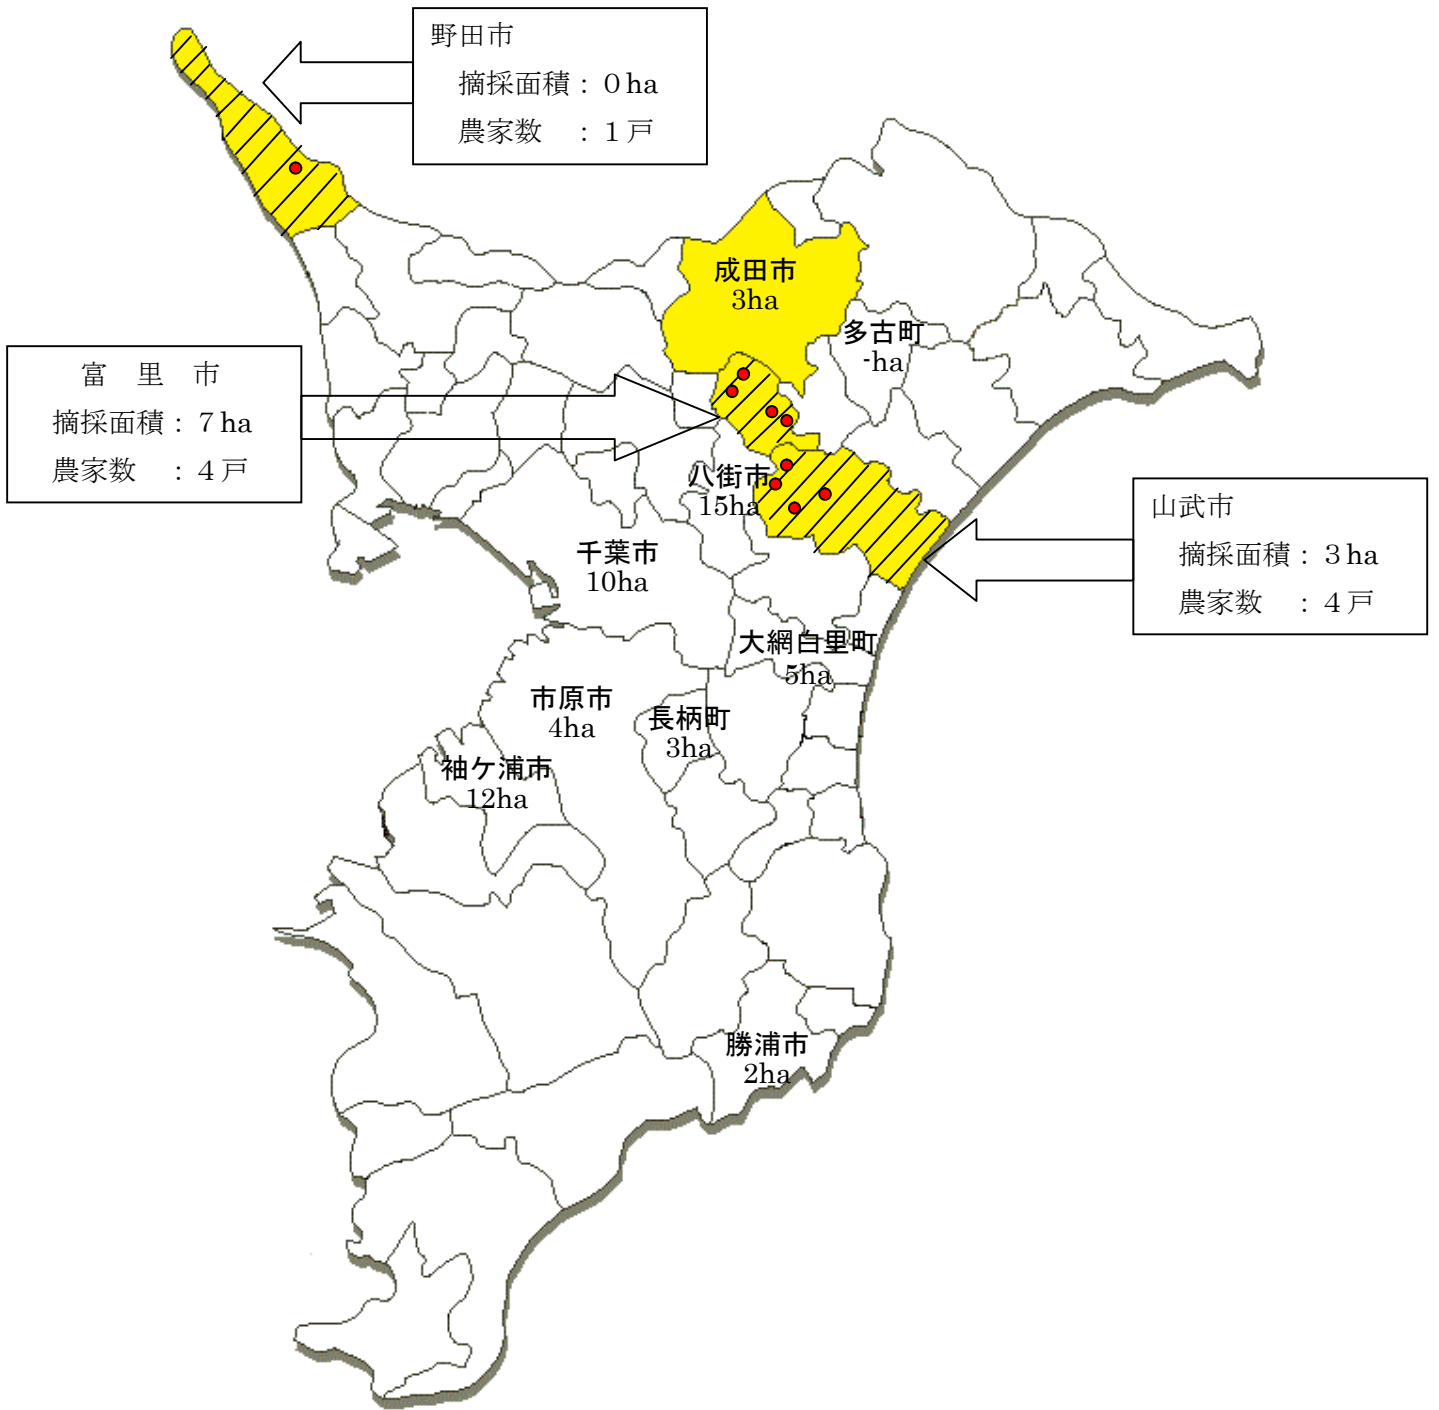 野田市
摘採面積：０ha
農家数　：１戸
成田市
3ha
多古町
-ha
富　里　市
摘採面積：７ha
農家数　：４戸
八街市
15ha
山武市
摘採面積：３ha
農家数　：４戸
千葉市
10ha
大網白里町
5ha
市原市
4ha
長柄町
3ha
袖ケ浦市
12ha
勝浦市
2ha